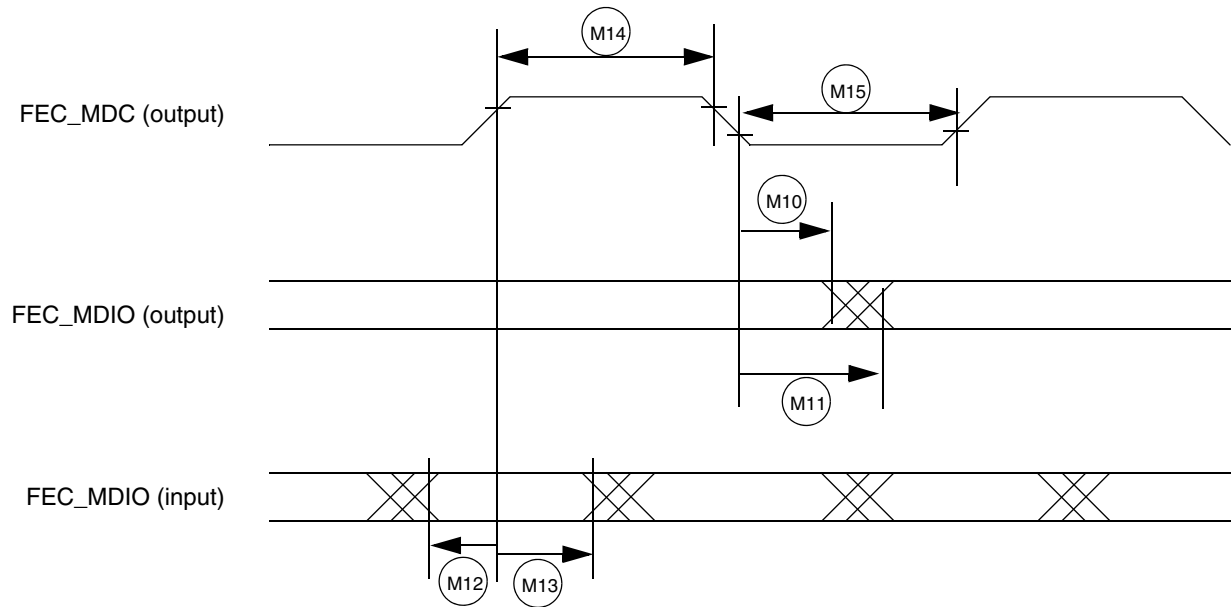 M14
FEC_MDC (output)
M15
M10
FEC_MDIO (output)
M11
FEC_MDIO (input)
M12
M13